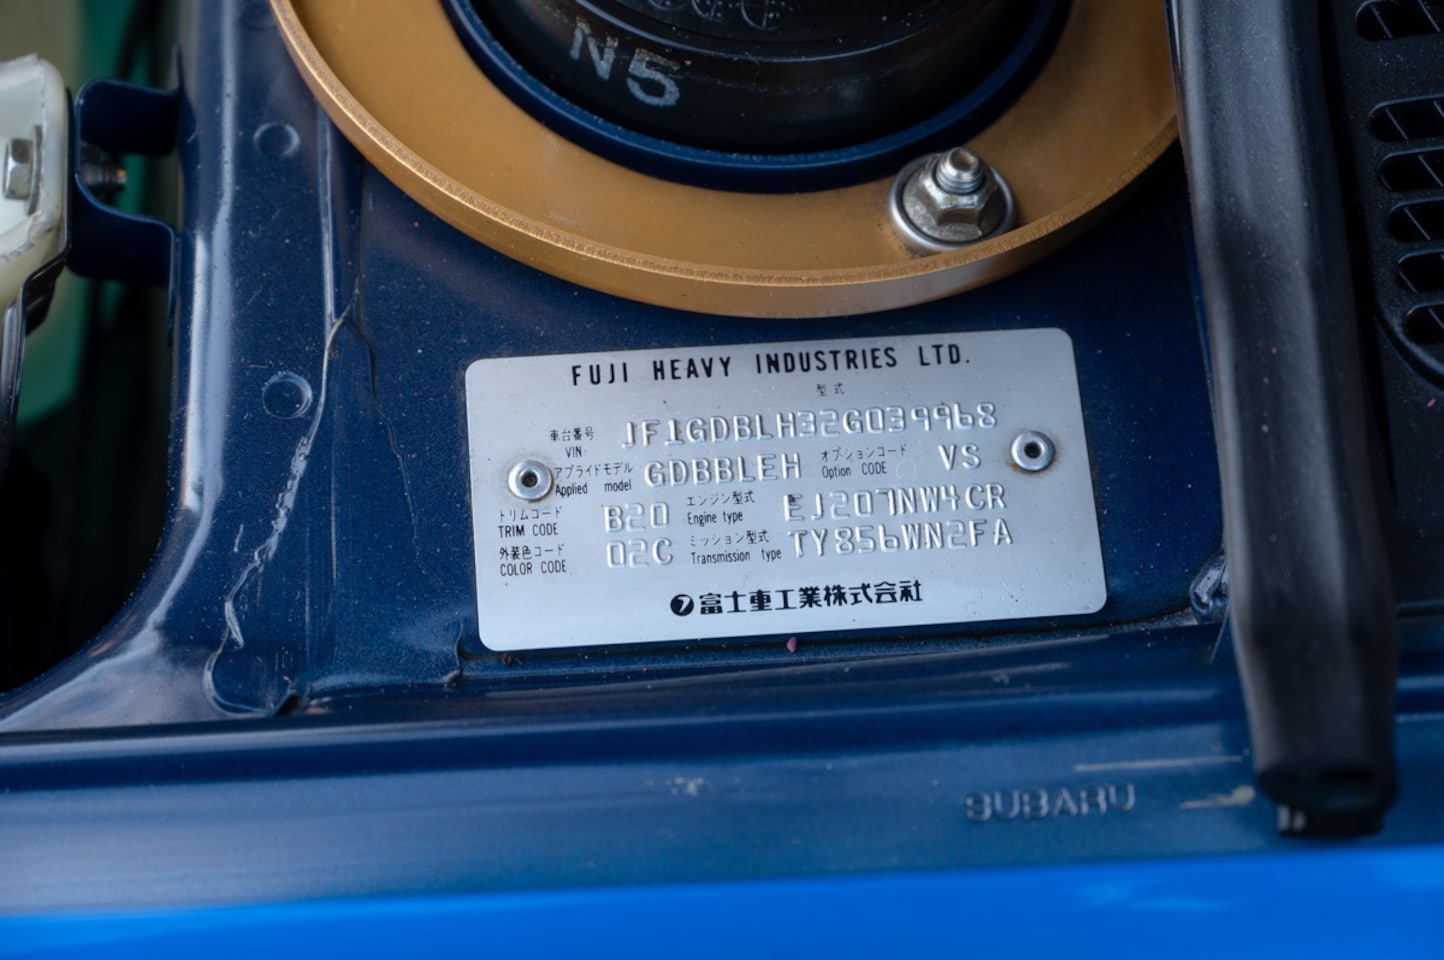 N5
FUJI HEAVY INDUSTRIES LTD.
型式
車台番号 VIN: JF1GDBLH32G039968
アプライドモデル Applied model GDBBLEH オプションコード Option CODE VS
トリムコード TRIM CODE B20 エンジン型式 Engine type EJ207NW4CR
外装色コード COLOR CODE 02C ミッション型式 Transmission type TY856WN2FA
富士重工業株式会社
SUBARU